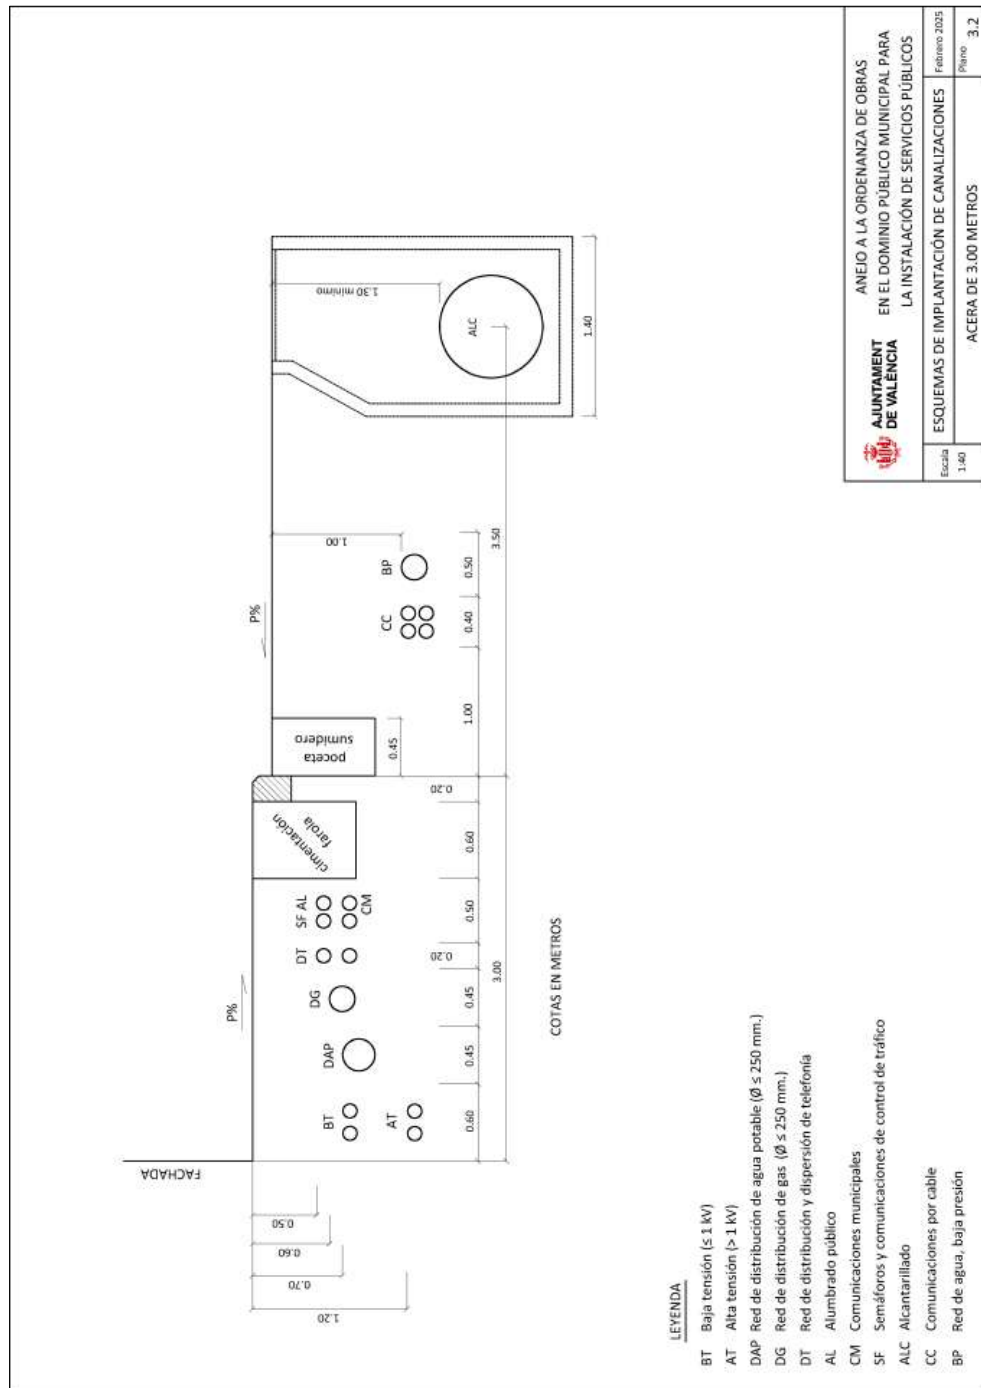 FACHADA
P%
P%
0.50
0.60
0.70
1.20
BT
AT
DAP
DG
DT
SF AL
CM
cimentación
farola
poceta
sumidero
CC
BP
ALC
1.00
1.30 mínimo
0.45
0.60
0.45
0.45
0.20
0.50
0.60
0.20
1.00
0.40
0.50
3.00
3.50
1.40
COTAS EN METROS
LEYENDA
BT Baja tensión (≤ 1 kV)
AT Alta tensión (> 1 kV)
DAP Red de distribución de agua potable (Ø ≤ 250 mm.)
DG Red de distribución de gas (Ø ≤ 250 mm.)
DT Red de distribución y dispersión de telefonía
AL Alumbrado público
CM Comunicaciones municipales
SF Semáforos y comunicaciones de control de tráfico
ALC Alcantarillado
CC Comunicaciones por cable
BP Red de agua, baja presión
AJUNTAMENT
DE VALÈNCIA
ANEJO A LA ORDENANZA DE OBRAS
EN EL DOMINIO PÚBLICO MUNICIPAL PARA
LA INSTALACIÓN DE SERVICIOS PÚBLICOS
Escala
1:40
ESQUEMAS DE IMPLANTACIÓN DE CANALIZACIONES
ACERA DE 3.00 METROS
Febrero 2025
Plano
3.2